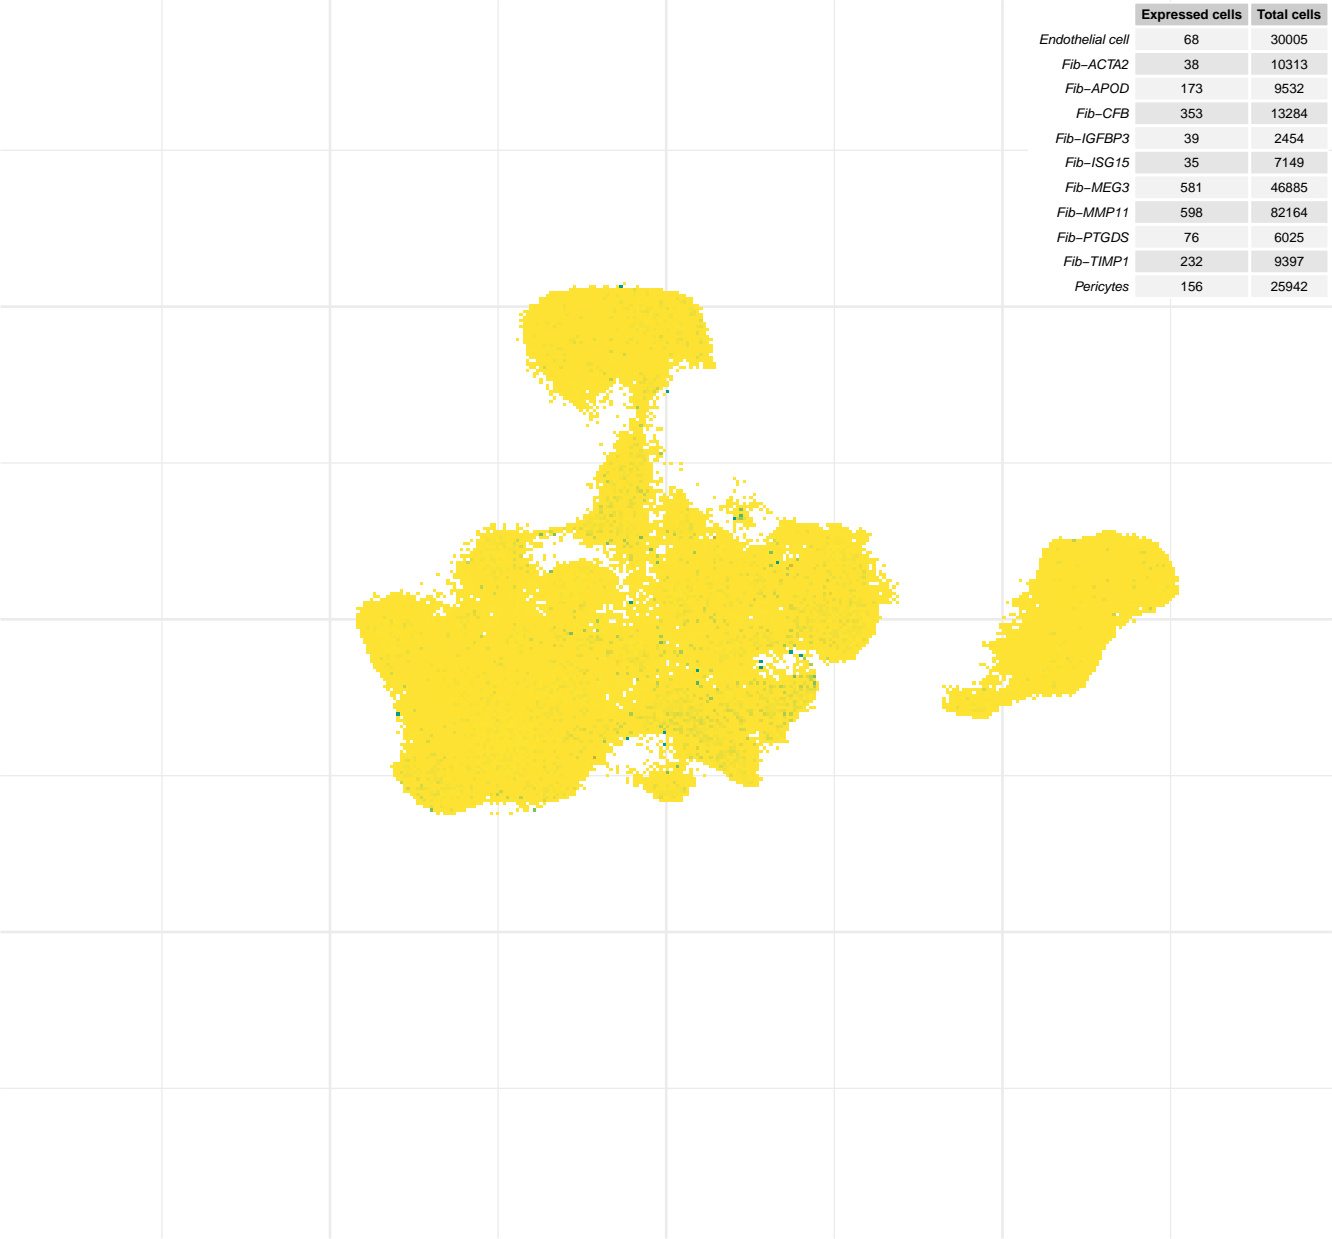 Expressed cells Total cells
Endothelial cell 68 30005
Fib−ACTA2 38 10313
Fib−APOD 173 9532
Fib−CFB 353 13284
Fib−IGFBP3 39 2454
Fib−ISG15 35 7149
Fib−MEG3 581 46885
Fib−MMP11 598 82164
Fib−PTGDS 76 6025
Fib−TIMP1 232 9397
Pericytes 156 25942